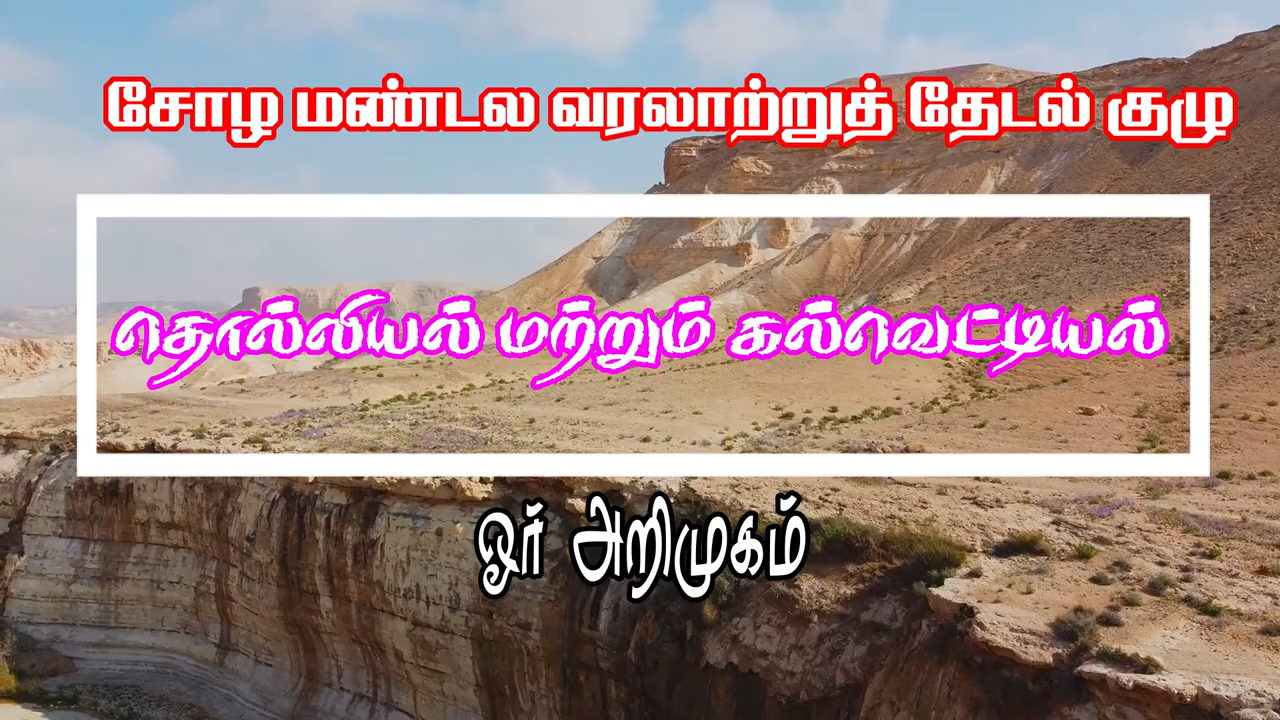 சோழ மண்டல வரலாற்றுத் தேடல் குழு
தொல்லியல் மற்றும் கல்வெட்டியல்
ஓர் அறிமுகம்